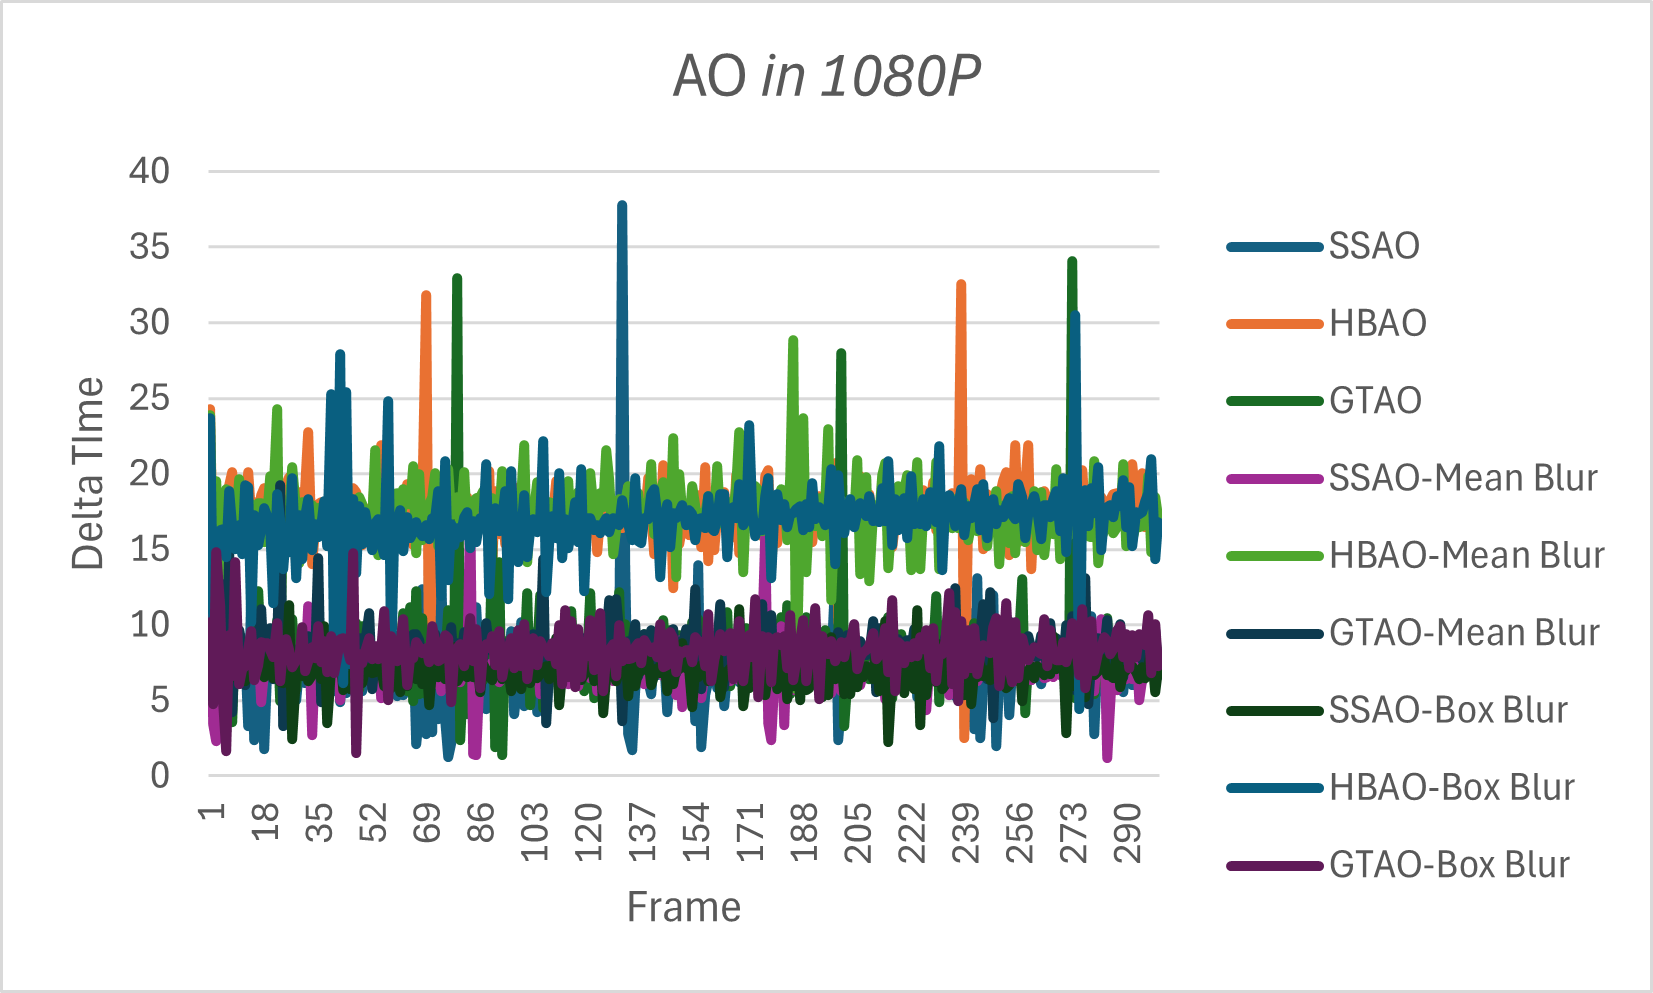 AO in 1080P
40
35
30
25
20
15
10
5
0
Delta TIme
1
18
35
52
69
86
103
120
137
154
171
188
205
222
239
256
273
290
Frame
SSAO
HBAO
GTAO
SSAO-Mean Blur
HBAO-Mean Blur
GTAO-Mean Blur
SSAO-Box Blur
HBAO-Box Blur
GTAO-Box Blur